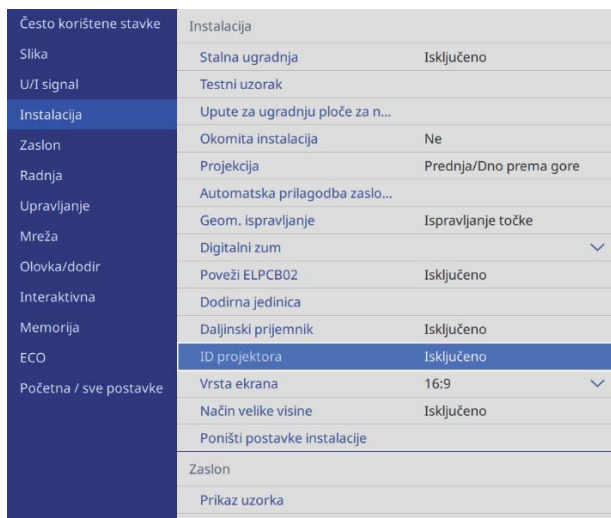 Često korištene stavke
Slika
U/I signal
Instalacija
Zaslon
Radnja
Upravljanje
Mreža
Olovka/dodir
Interaktivna
Memorija
ECO
Početna / sve postavke
Instalacija
Stalna ugradnja Isključeno
Testni uzorak
Upute za ugradnju ploče za n...
Okomita instalacija Ne
Projekcija Prednja/Dno prema gore
Automatska prilagodba zaslo...
Geom. ispravljanje Ispravljanje točke
Digitalni zum
Poveži ELPCB02 Isključeno
Dodirna jedinica
Daljinski prijemnik Isključeno
ID projektora Isključeno
Vrsta ekrana 16:9
Način velike visine Isključeno
Poništi postavke instalacije
Zaslon
Prikaz uzorka